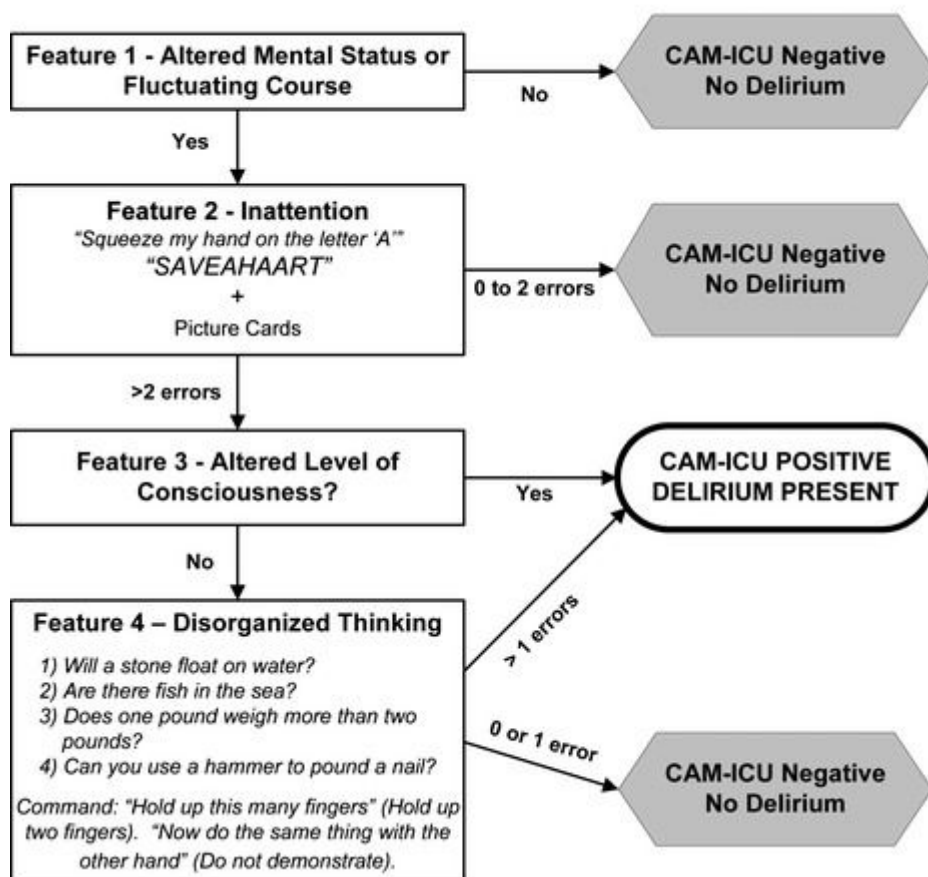 Feature 1 - Altered Mental Status or
Fluctuating Course
No
CAM-ICU Negative
No Delirium
Yes
Feature 2 - Inattention
“Squeeze my hand on the letter ‘A’”
“SAVEAHAART”
+
Picture Cards
0 to 2 errors
CAM-ICU Negative
No Delirium
>2 errors
Feature 3 - Altered Level of
Consciousness?
Yes
CAM-ICU POSITIVE
DELIRIUM PRESENT
No
Feature 4 – Disorganized Thinking
1) Will a stone float on water?
2) Are there fish in the sea?
3) Does one pound weigh more than two
pounds?
4) Can you use a hammer to pound a nail?
Command: “Hold up this many fingers” (Hold up
two fingers). “Now do the same thing with the
other hand” (Do not demonstrate).
> 1 errors
0 or 1 error
CAM-ICU Negative
No Delirium